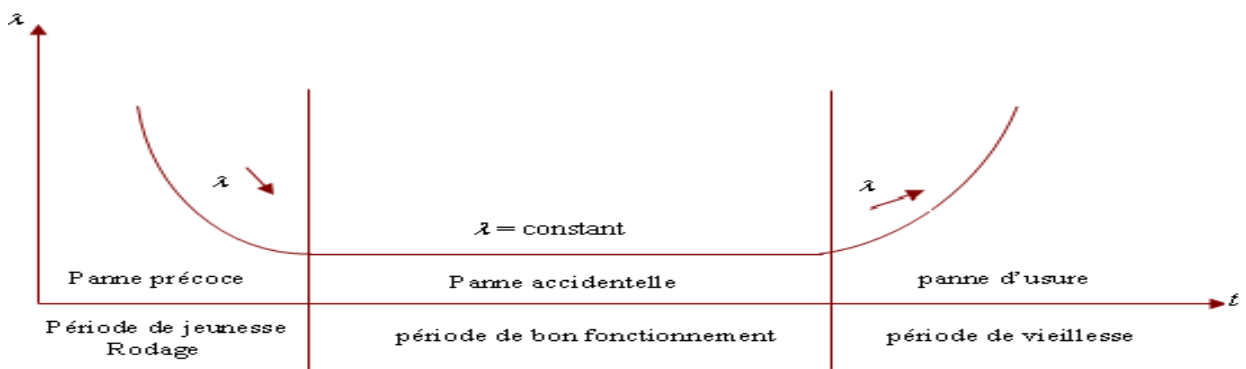 λ
λ
λ
λ = constant
Panne précoce
Panne accidentelle
panne d'usure
t
Période de jeunesse
Rodage
période de bon fonctionnement
période de vieillesse